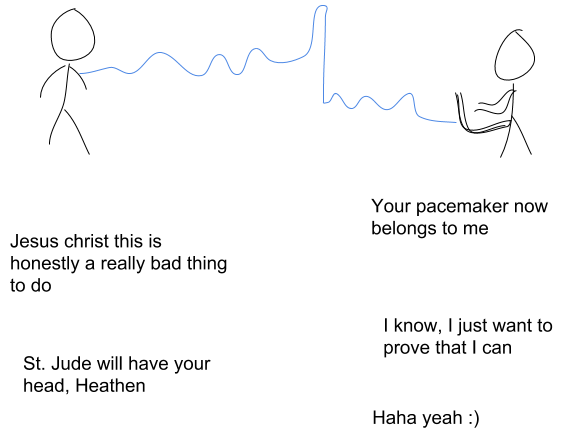 Your pacemaker now
belongs to me
Jesus christ this is
honestly a really bad thing
to do
I know, I just want to
prove that I can
St. Jude will have your
head, Heathen
Haha yeah :)